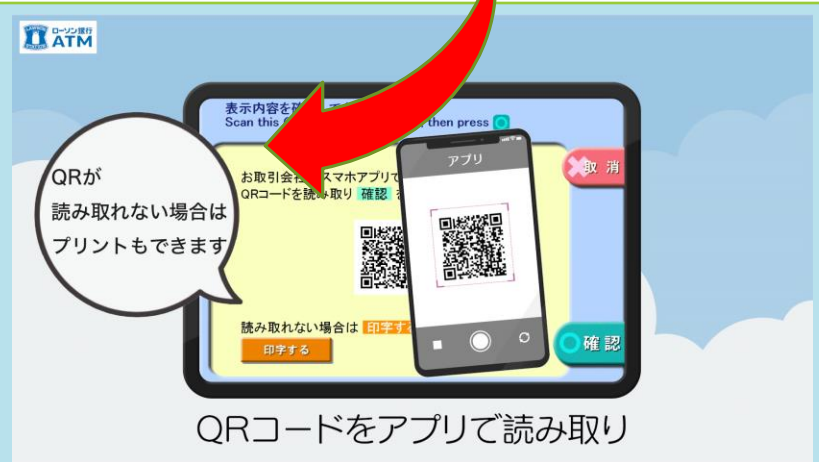 ローソン銀行
ATM
表示内容を確
Scan this
then press
お取引会
スマホアプリで
QRコードを読み取り 確認
取消
アプリ
QRが
読み取れない場合は
プリントもできます
読み取れない場合は 印字す
印字する
確認
QRコードをアプリで読み取り